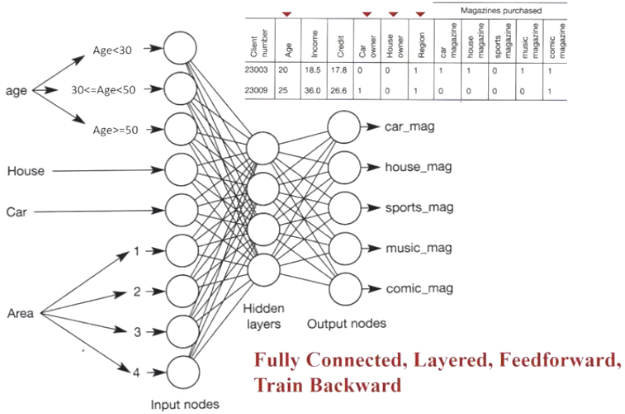 Magazines purchased
Client number
Age
Income
Credit
Car owner
House owner
Region
car magazine
house magazine
sports magazine
music magazine
comic magazine
23003 20 18.5 17.8 0 1 1 1 1 0 1 1
23009 25 36.0 26.6 1 0 1 0 0 0 0 1
age
Age<30
30<=Age<50
Age>=50
House
Car
Area
1
2
3
4
Input nodes
Hidden
layers
Output nodes
car_mag
house_mag
sports_mag
music_mag
comic_mag
Fully Connected, Layered, Feedforward,
Train Backward